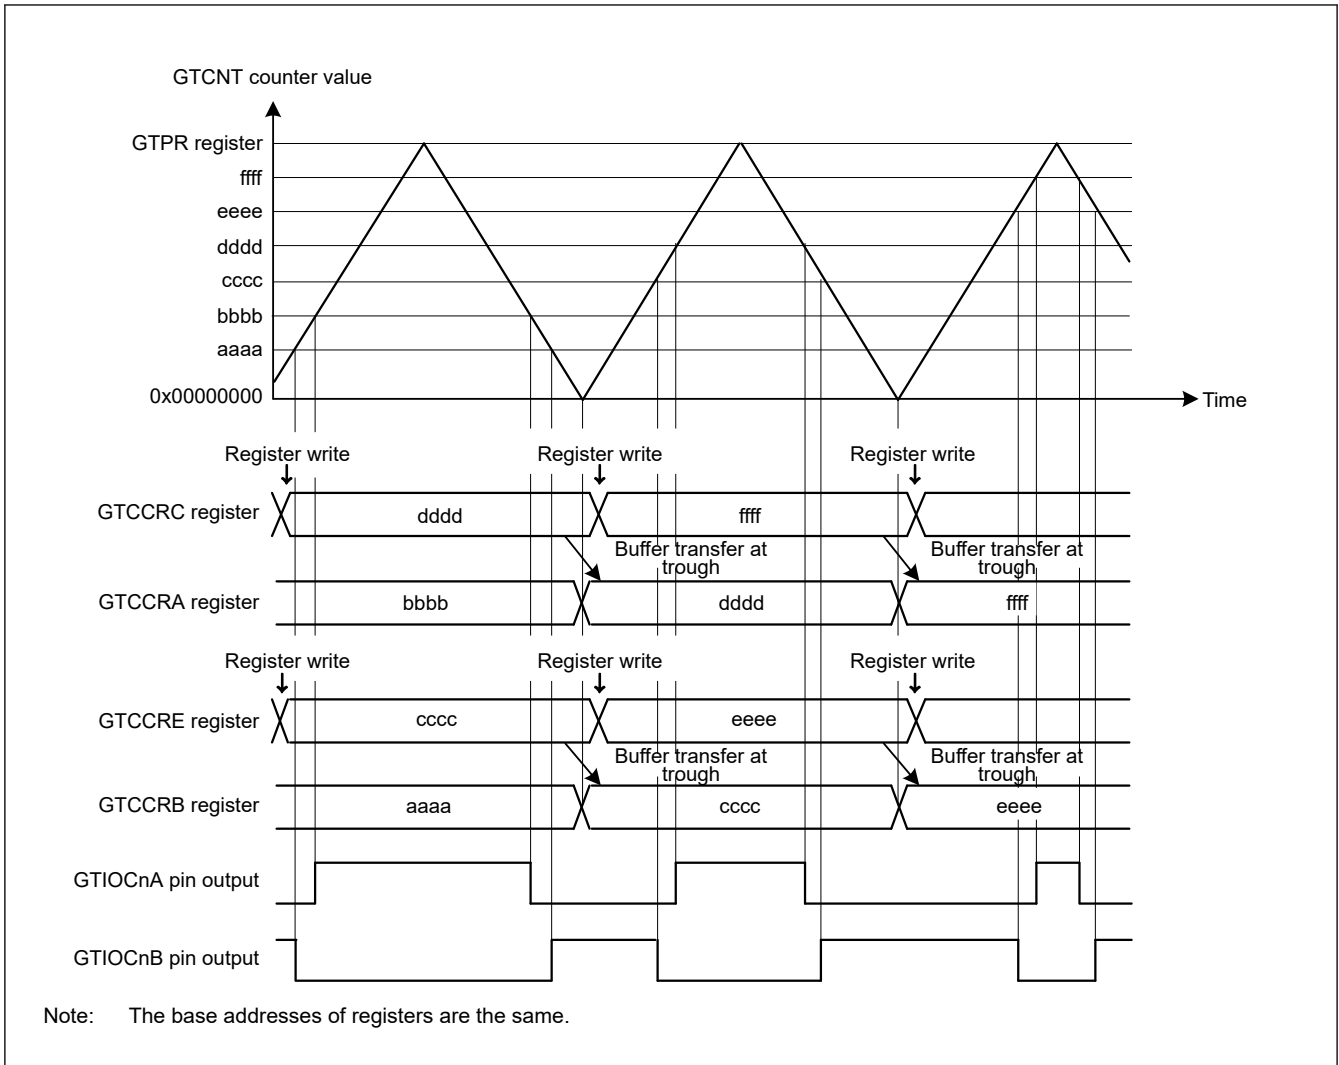 GTCNT counter value
GTPR register
ffff
eeee
dddd
cccc
bbbb
aaaa
0x00000000
Time
Register write Register write Register write
GTCCRC register dddd ffff
Buffer transfer at trough Buffer transfer at trough
GTCCRA register bbbb dddd ffff
Register write Register write Register write
GTCCRE register cccc eeee
Buffer transfer at trough Buffer transfer at trough
GTCCRB register aaaa cccc eeee
GTIOCnA pin output
GTIOCnB pin output
Note: The base addresses of registers are the same.